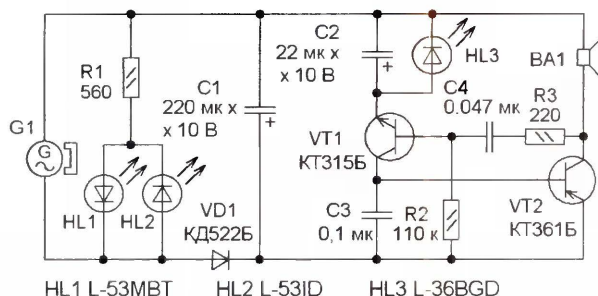 G1
G
R1
560
HL1
HL2
C1
220 мк х
х 10 В
+
VD1
КД522Б
C2
22 мк х
х 10 В
+
HL3
VT1
КТ315Б
C3
0,1 мк
R2
110 к
C4
0.047 мк
R3
220
BA1
VT2
КТ361Б
HL1 L-53MBT HL2 L-53ID HL3 L-36BGD